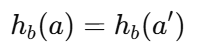 h_b(a) = h_b(a′)